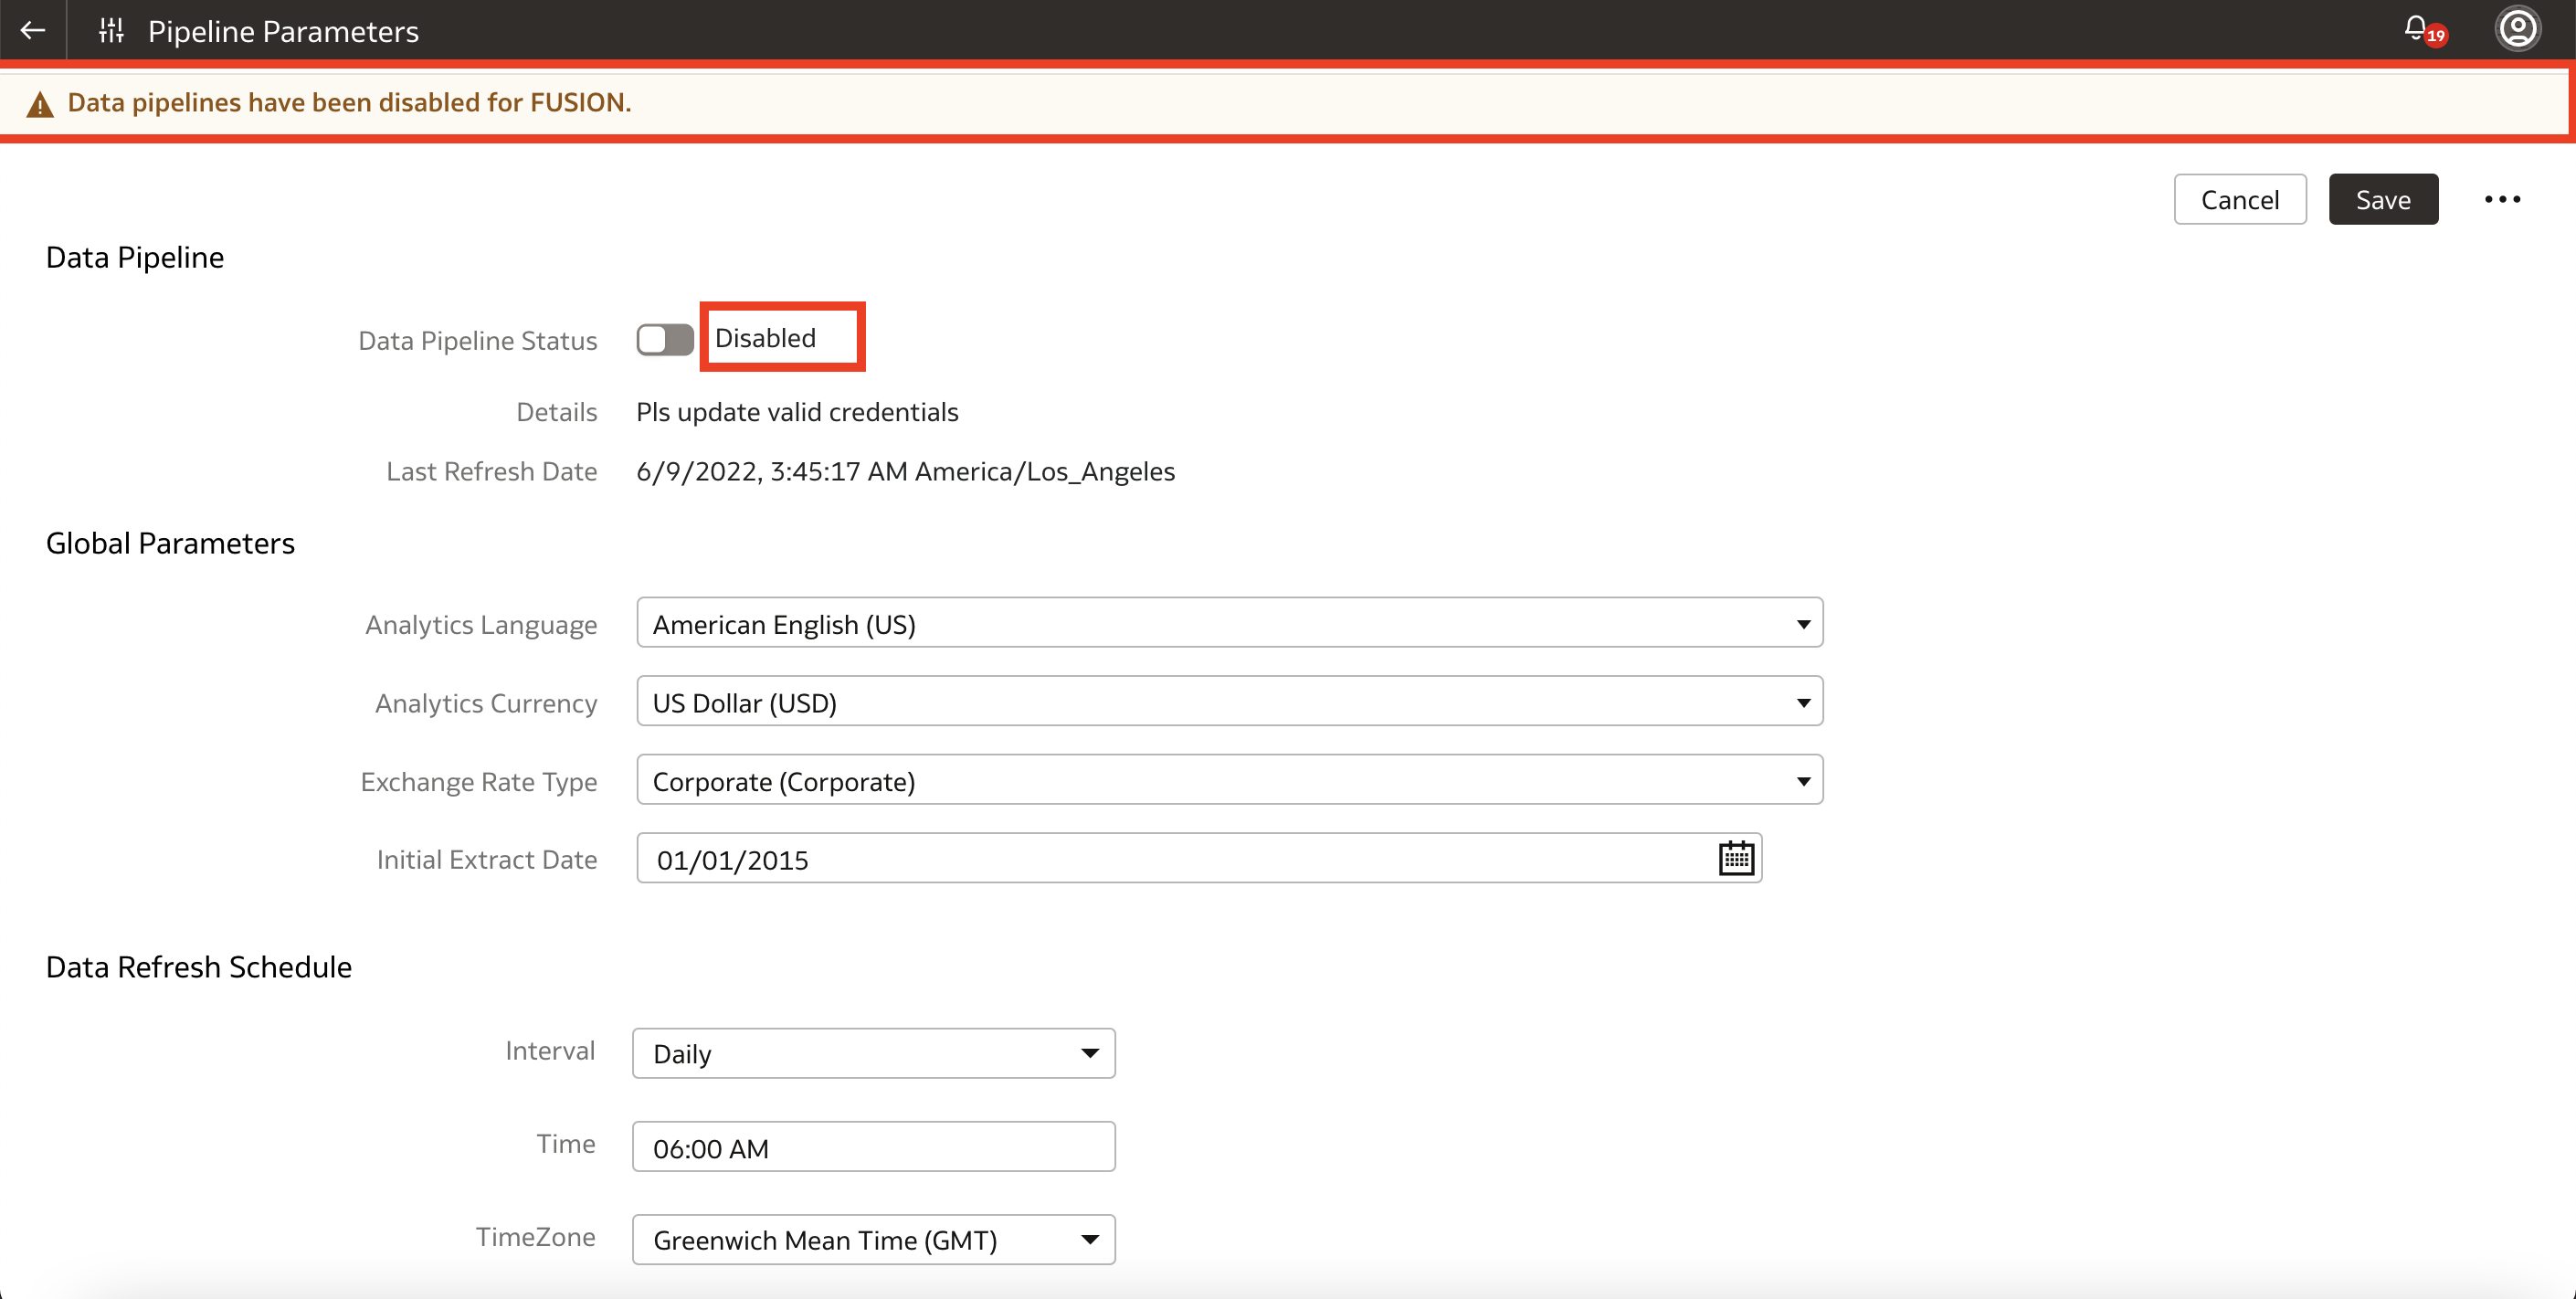 Pipeline Parameters
19
Data pipelines have been disabled for FUSION.
Cancel
Save
Data Pipeline
Data Pipeline Status Disabled
Details Pls update valid credentials
Last Refresh Date 6/9/2022, 3:45:17 AM America/Los_Angeles
Global Parameters
Analytics Language American English (US)
Analytics Currency US Dollar (USD)
Exchange Rate Type Corporate (Corporate)
Initial Extract Date 01/01/2015
Data Refresh Schedule
Interval Daily
Time 06:00 AM
TimeZone Greenwich Mean Time (GMT)